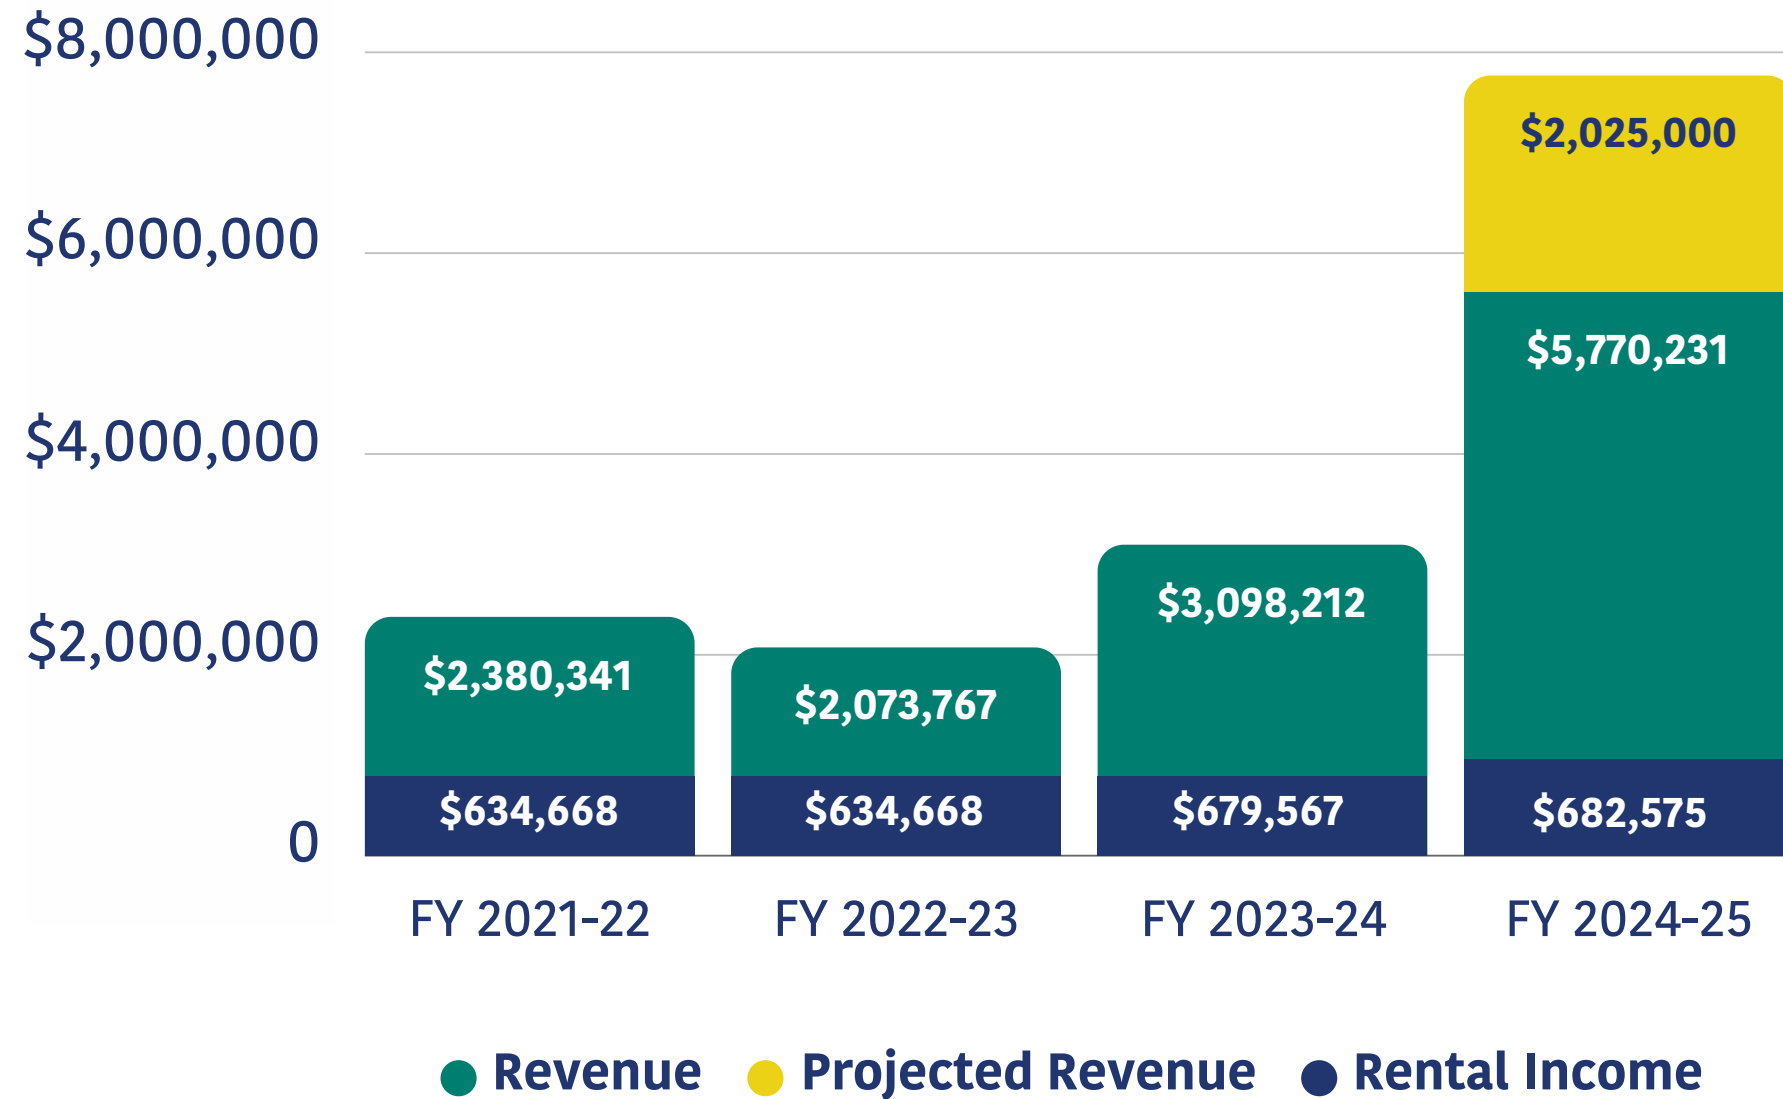 $8,000,000
$2,025,000
$6,000,000
$5,770,231
$4,000,000
$3,098,212
$2,000,000
$2,380,341
$2,073,767
$634,668
$634,668
$679,567
$682,575
0
FY 2021-22
FY 2022-23
FY 2023-24
FY 2024-25
Revenue
Projected Revenue
Rental Income